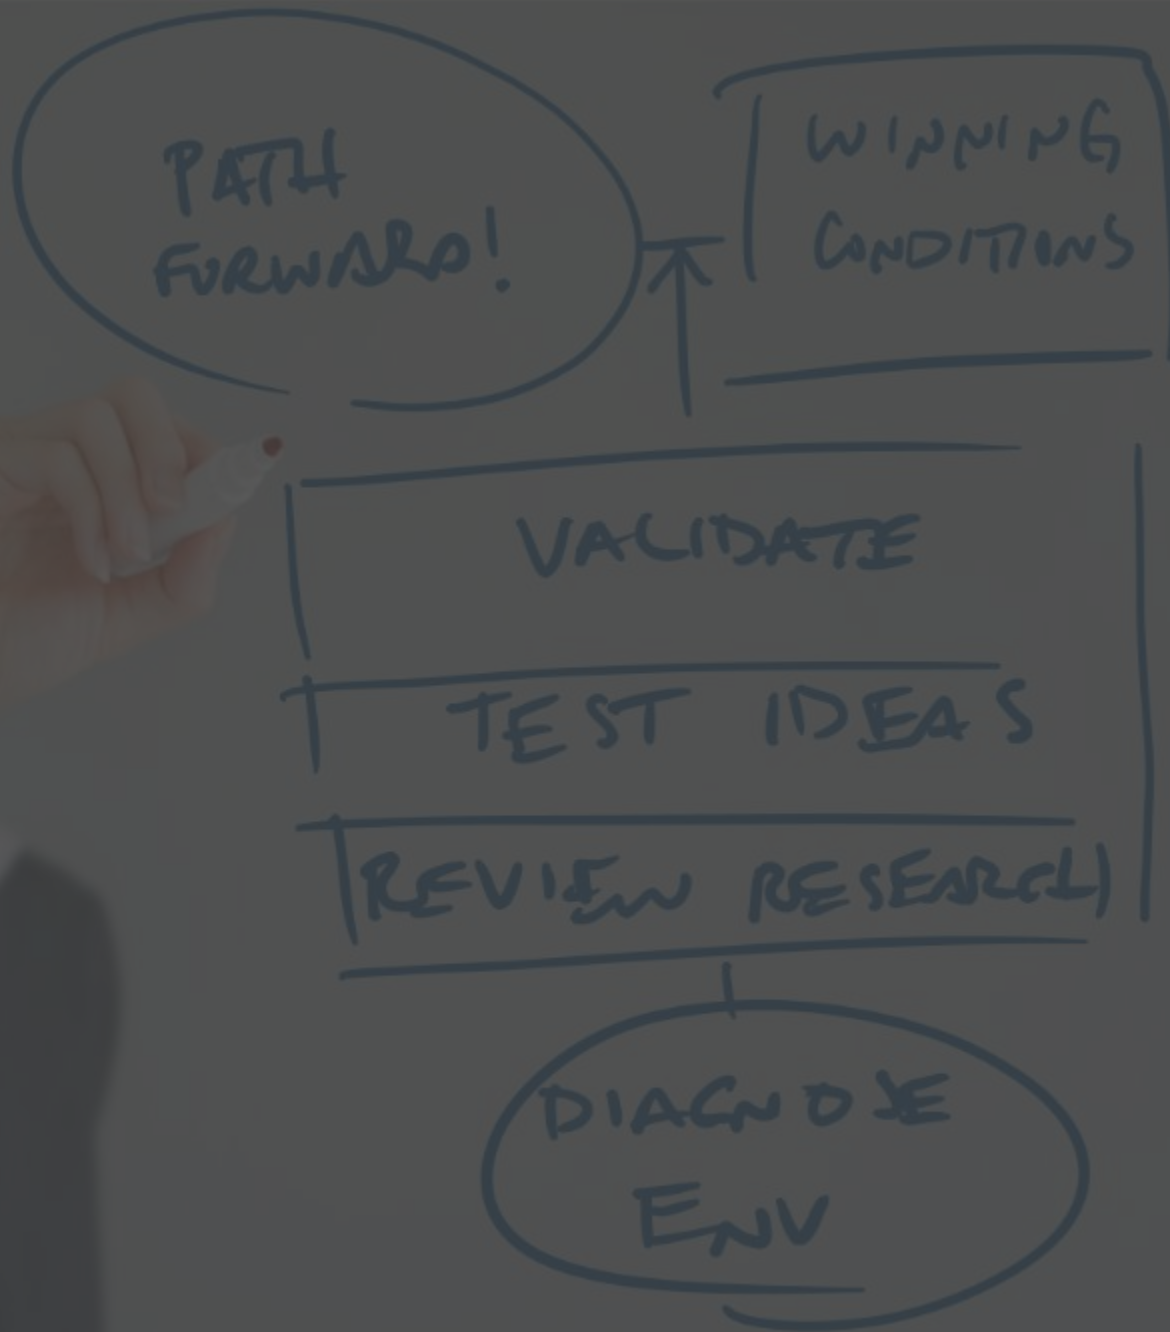 PATH
FORWARD!
WINNING
CONDITIONS
VALIDATE
TEST IDEAS
REVIEW RESEARCH
DIAGNOSE
ENV